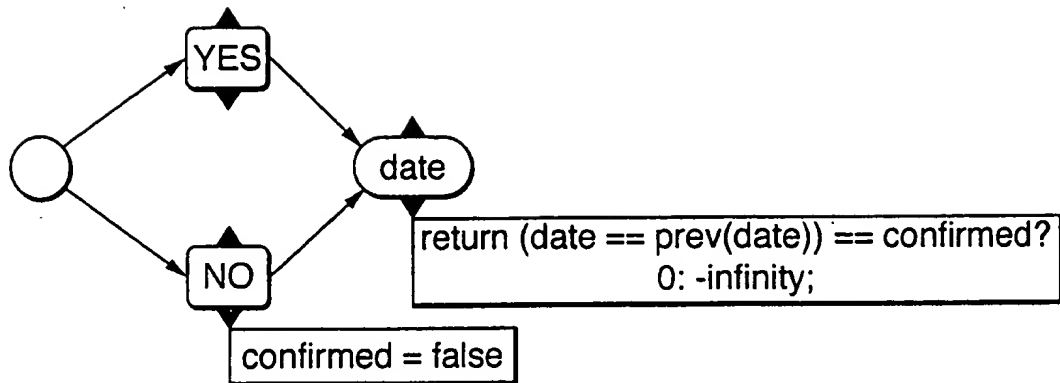 YES
date
return (date == prev(date)) == confirmed?
0: -infinity;
NO
confirmed = false